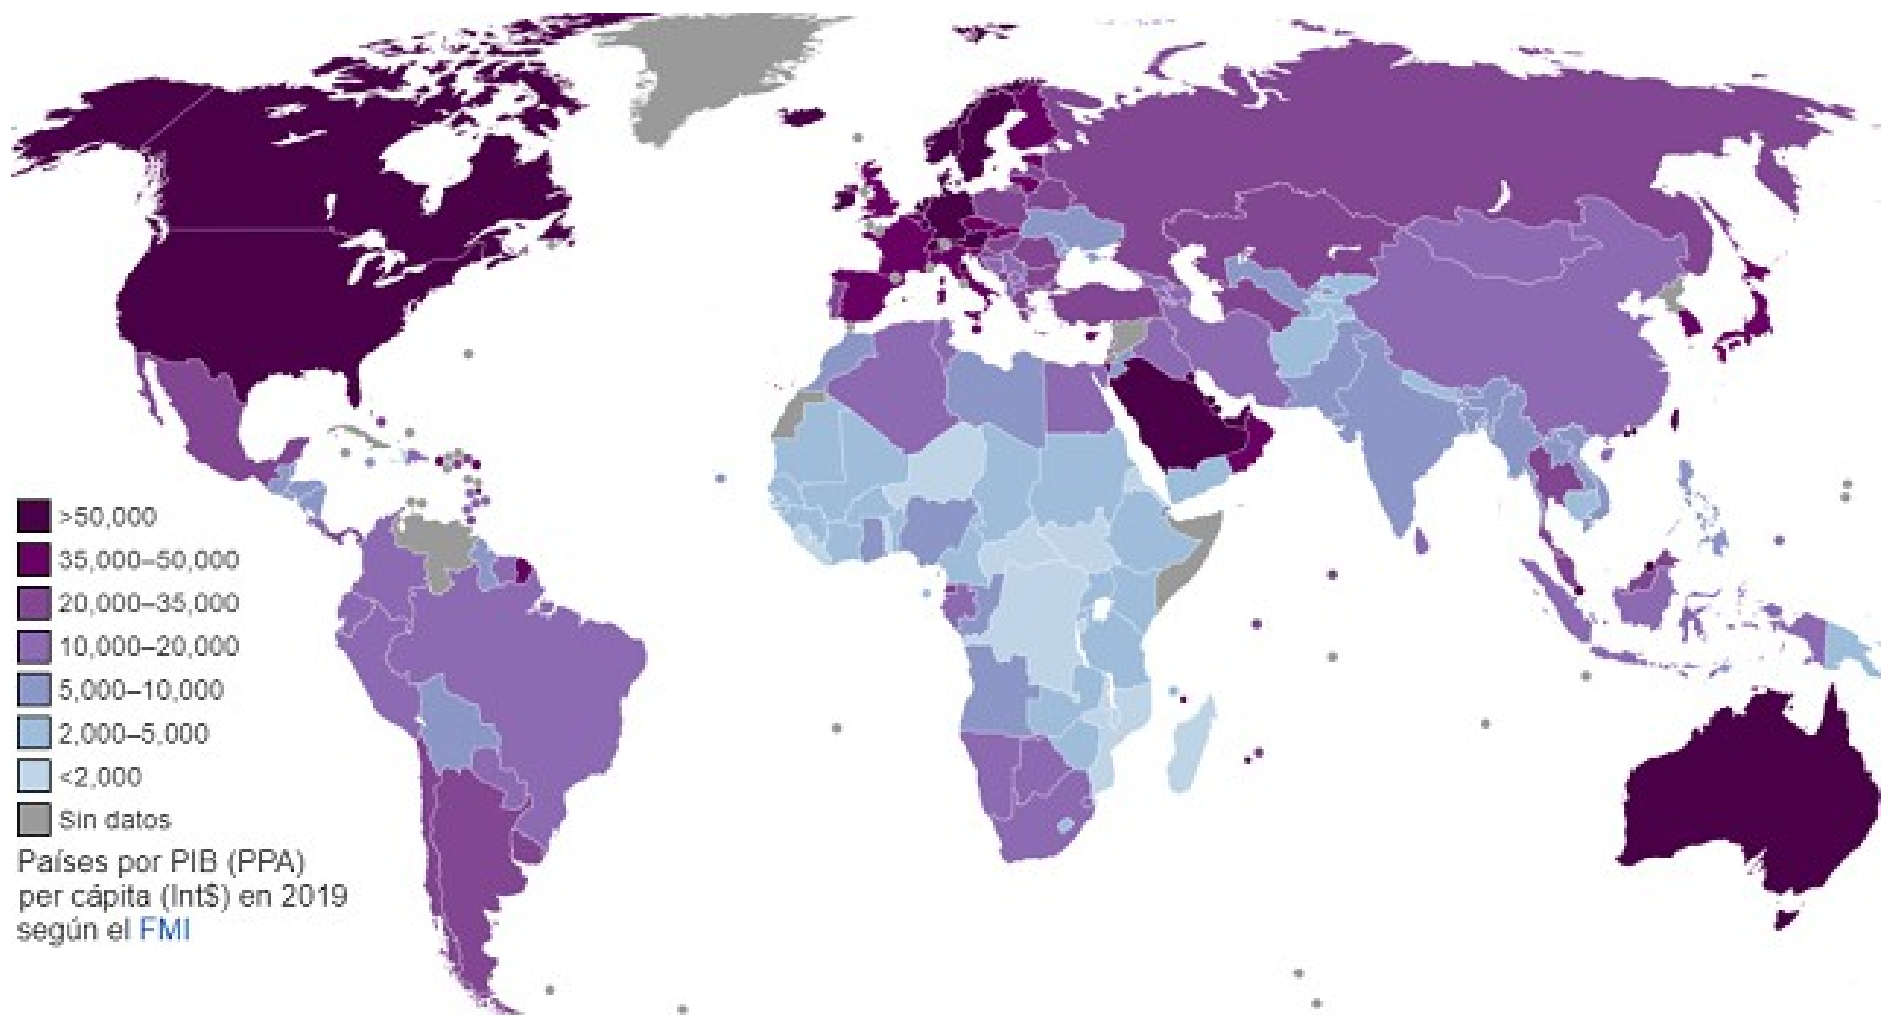 >50,000
35,000–50,000
20,000–35,000
10,000–20,000
5,000–10,000
2,000–5,000
<2,000
Sin datos
Países por PIB (PPA)
per cápita (Int$) en 2019
según el FMI